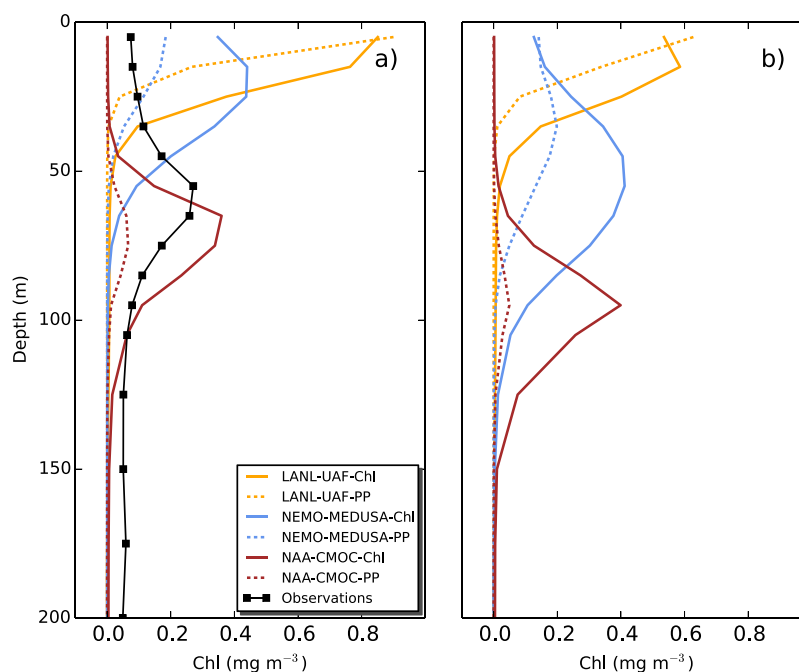 a)
b)
0
50
100
150
200
Depth (m)
LANL-UAF-Chl
LANL-UAF-PP
NEMO-MEDUSA-Chl
NEMO-MEDUSA-PP
NAA-CMOC-Chl
NAA-CMOC-PP
Observations
0.0 0.2 0.4 0.6 0.8
0.0 0.2 0.4 0.6 0.8
Chl (mg m⁻³)
Chl (mg m⁻³)